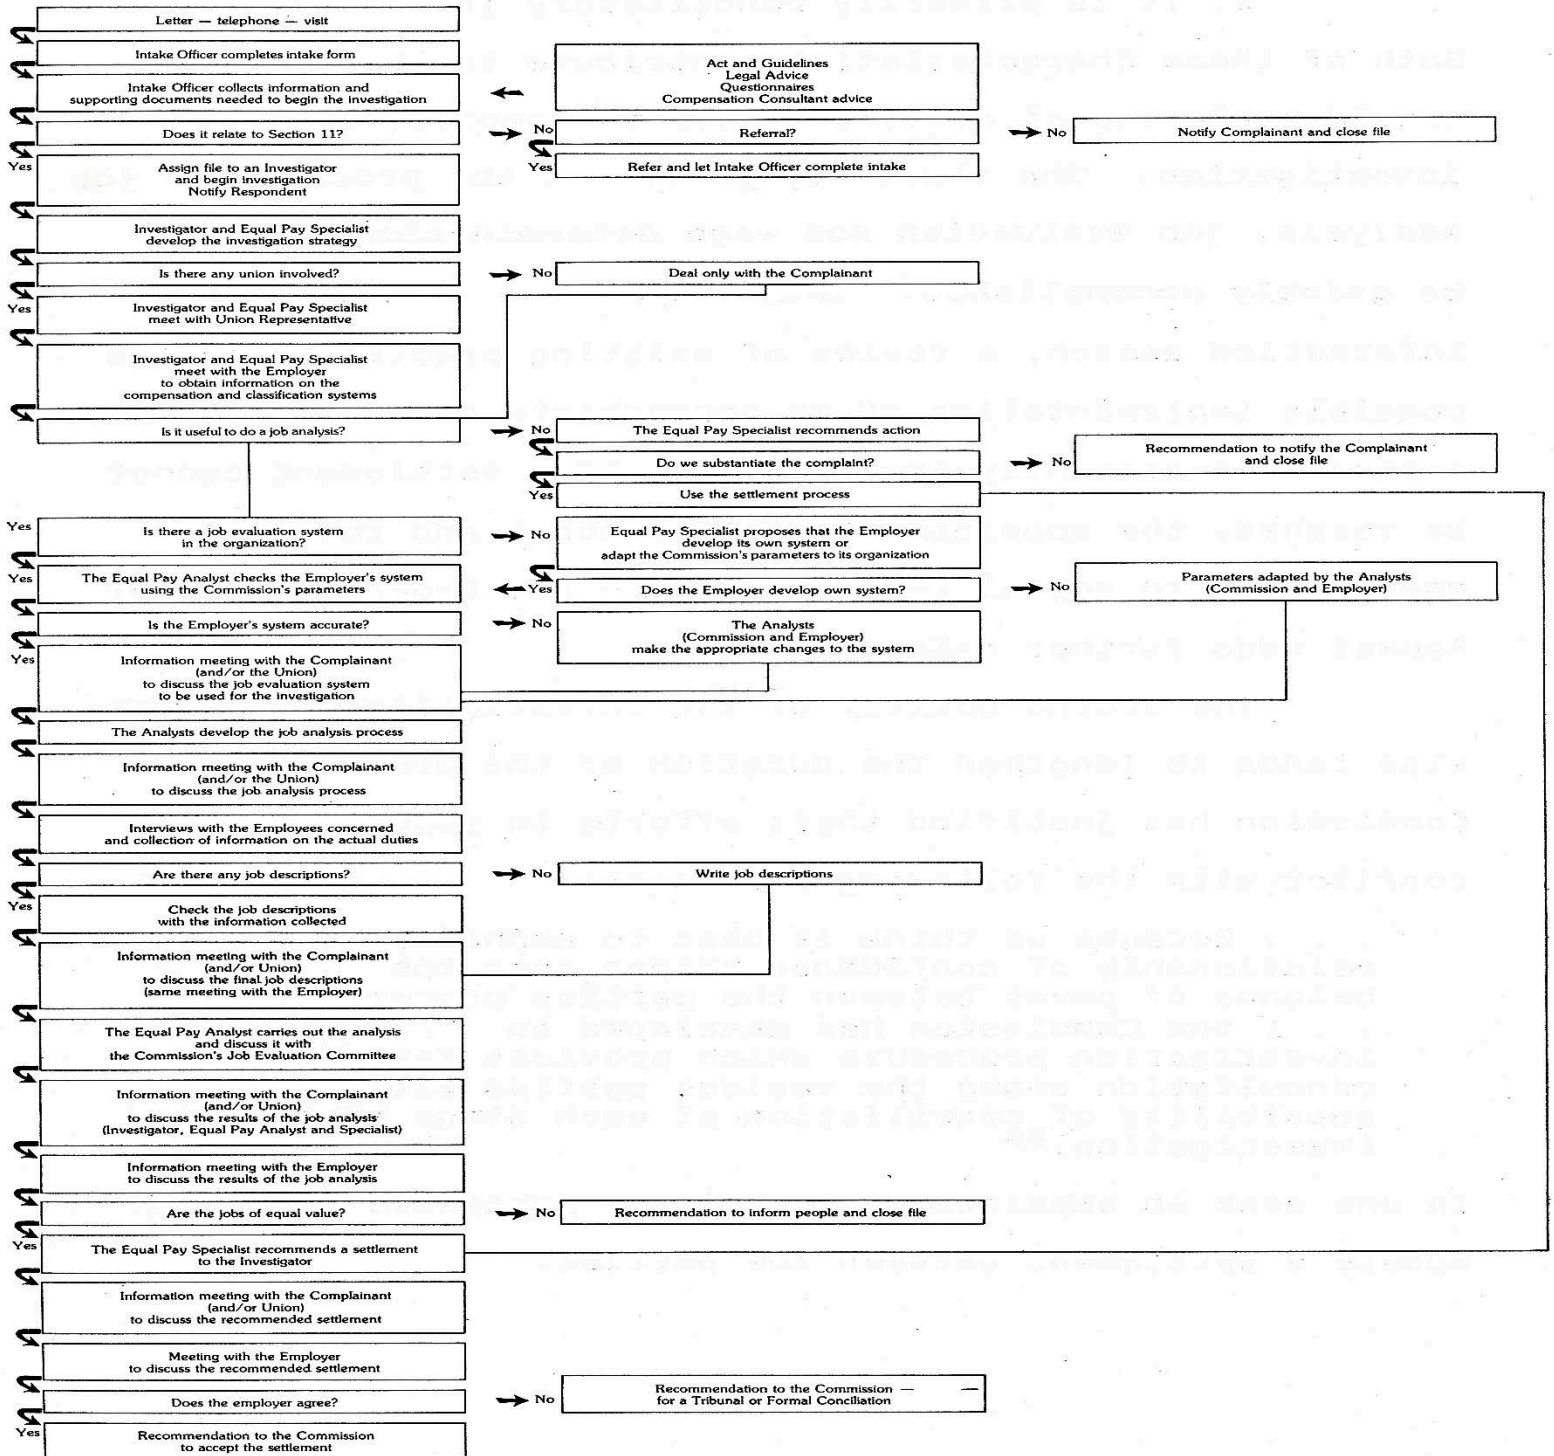 Letter — telephone — visit
Intake Officer completes intake form
Intake Officer collects information and
supporting documents needed to begin the investigation
Act and Guidelines
Legal Advice
Questionnaires
Compensation Consultant advice
Does it relate to Section 11?
No
Referral?
No
Notify Complainant and close file
Yes
Refer and let Intake Officer complete intake
Yes
Assign file to an Investigator
and begin investigation
Notify Respondent
Investigator and Equal Pay Specialist
develop the investigation strategy
Is there any union involved?
No
Deal only with the Complainant
Yes
Investigator and Equal Pay Specialist
meet with Union Representative
Investigator and Equal Pay Specialist
meet with the Employer
to obtain information on the
compensation and classification systems
Is it useful to do a job analysis?
No
The Equal Pay Specialist recommends action
Do we substantiate the complaint?
No
Recommendation to notify the Complainant
and close file
Yes
Use the settlement process
Yes
Is there a job evaluation system
in the organization?
No
Equal Pay Specialist proposes that the Employer
develop its own system or
adapt the Commission's parameters to its organization
Yes
The Equal Pay Analyst checks the Employer's system
using the Commission's parameters
Yes
Does the Employer develop own system?
No
Parameters adapted by the Analysts
(Commission and Employer)
Is the Employer's system accurate?
No
The Analysts
(Commission and Employer)
make the appropriate changes to the system
Yes
Information meeting with the Complainant
(and/or the Union)
to discuss the job evaluation system
to be used for the investigation
The Analysts develop the job analysis process
Information meeting with the Complainant
(and/or the Union)
to discuss the job analysis process
Interviews with the Employees concerned
and collection of information on the actual duties
Are there any job descriptions?
No
Write job descriptions
Yes
Check the job descriptions
with the information collected
Information meeting with the Complainant
(and/or Union)
to discuss the final job descriptions
(same meeting with the Employer)
The Equal Pay Analyst carries out the analysis
and discuss it with
the Commission's Job Evaluation Committee
Information meeting with the Complainant
(and/or Union)
to discuss the results of the job analysis
(Investigator, Equal Pay Analyst and Specialist)
Information meeting with the Employer
to discuss the results of the job analysis
Are the jobs of equal value?
No
Recommendation to inform people and close file
Yes
The Equal Pay Specialist recommends a settlement
to the Investigator
Information meeting with the Complainant
(and/or Union)
to discuss the recommended settlement
Meeting with the Employer
to discuss the recommended settlement
Does the employer agree?
No
Recommendation to the Commission —
for a Tribunal or Formal Conciliation
Yes
Recommendation to the Commission
to accept the settlement